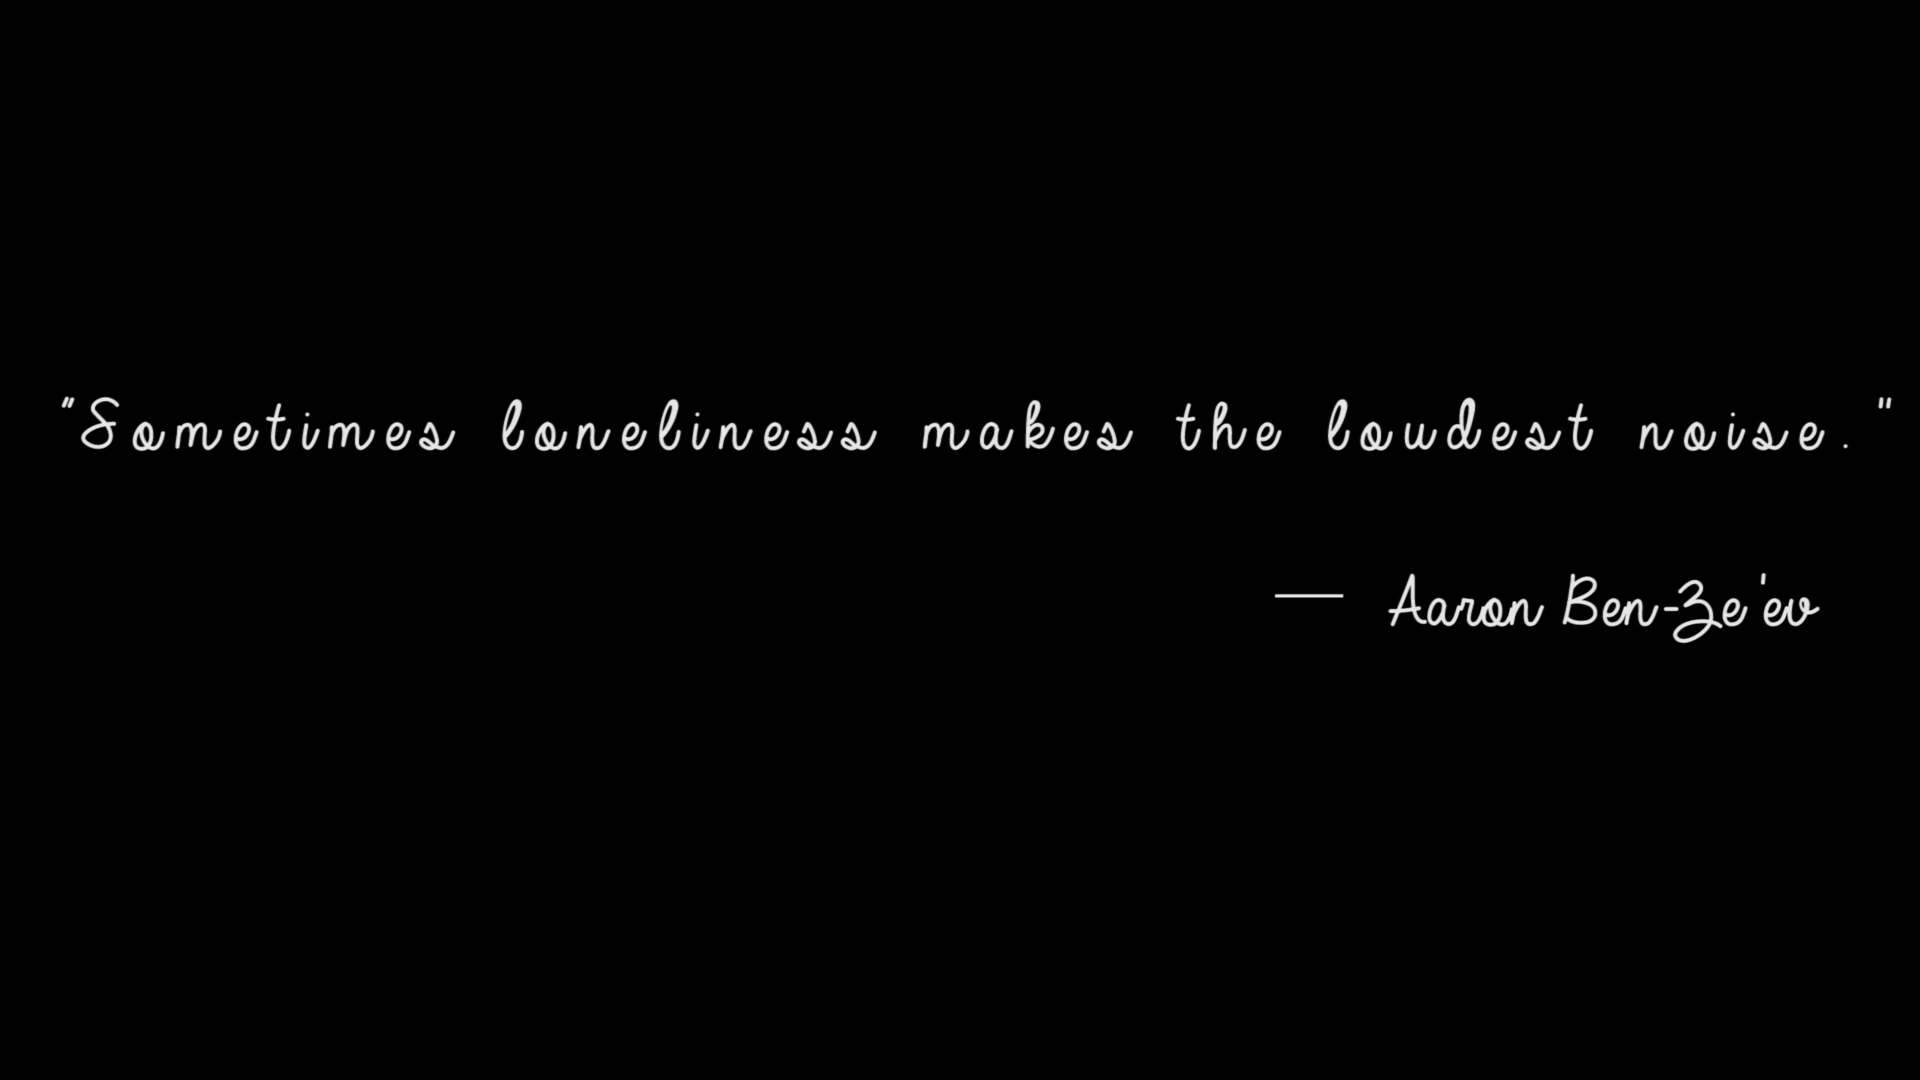 "Sometimes loneliness makes the loudest noise."
— Aaron Ben-Ze'ev